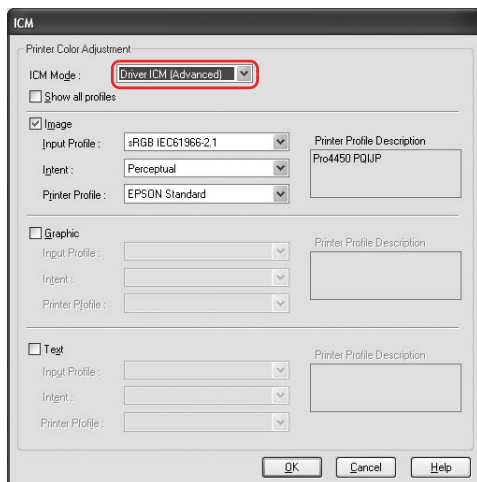 ICM
Printer Color Adjustment
ICM Mode :
Driver ICM (Advanced)
Show all profiles
Image
Input Profile :
sRGB IEC61966-2.1
Printer Profile Description
Pro4450 PQIJP
Intent :
Perceptual
Printer Profile :
EPSON Standard
Graphic
Input Profile :
Printer Profile Description
Intent :
Printer Profile :
Text
Printer Profile Description
Input Profile :
Intent :
Printer Profile :
OK
Cancel
Help